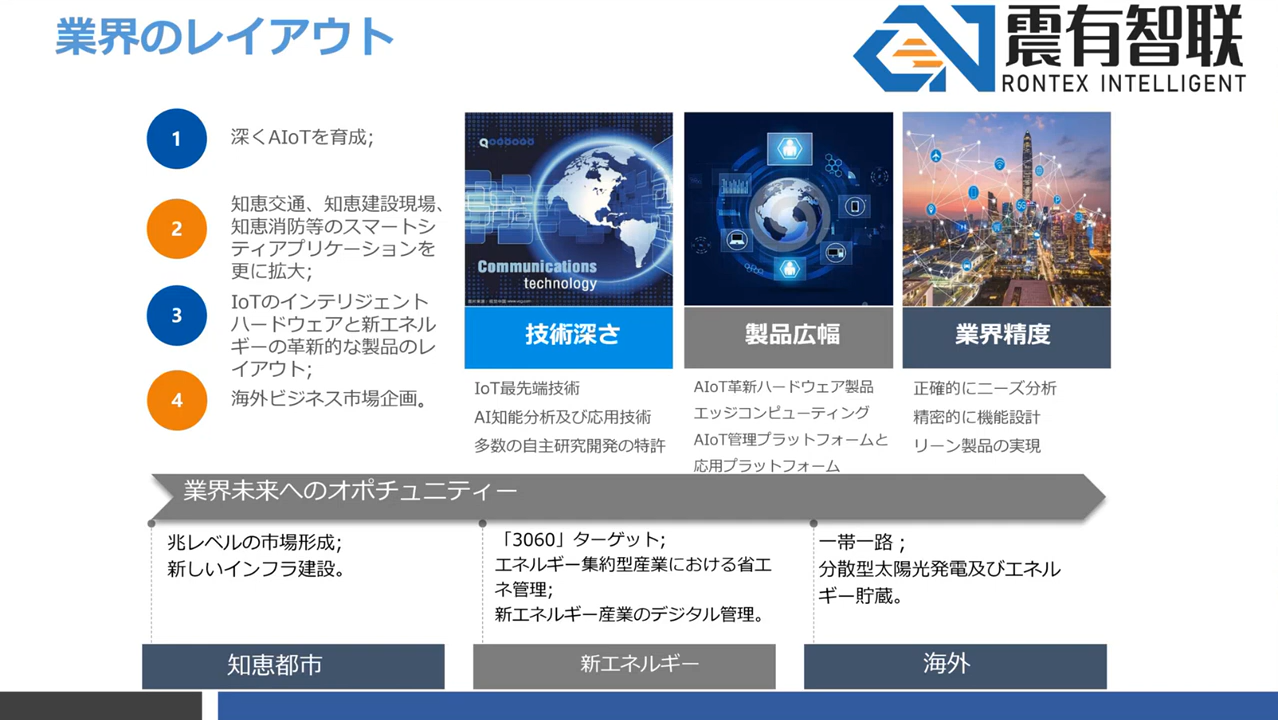 業界のレイアウト
震有智联
RONTEX INTELLIGENT
1
深くAIoTを育成;
2
知恵交通、知恵建設現場、
知恵消防等のスマートシ
ティアプリケーションを
更に拡大;
3
IoTのインテリジェント
ハードウェアと新エネル
ギーの革新的な製品のレ
イアウト;
4
海外ビジネス市場企画。
Communications
technology
技術深さ
IoT最先端技術
AI知能分析及び応用技術
多数の自主研究開発の特許
製品広幅
AIoT革新ハードウェア製品
エッジコンピューティング
AIoT管理プラットフォームと
応用プラットフォーム
5G
業界精度
正確的にニーズ分析
精密的に機能設計
リーン製品の実現
業界未来へのオポチュニティー
兆レベルの市場形成;
新しいインフラ建設。
知恵都市
「3060」ターゲット;
エネルギー集約型産業における省エ
ネ管理;
新エネルギー産業のデジタル管理。
新エネルギー
一帯一路 ;
分散型太陽光発電及びエネル
ギー貯蔵。
海外